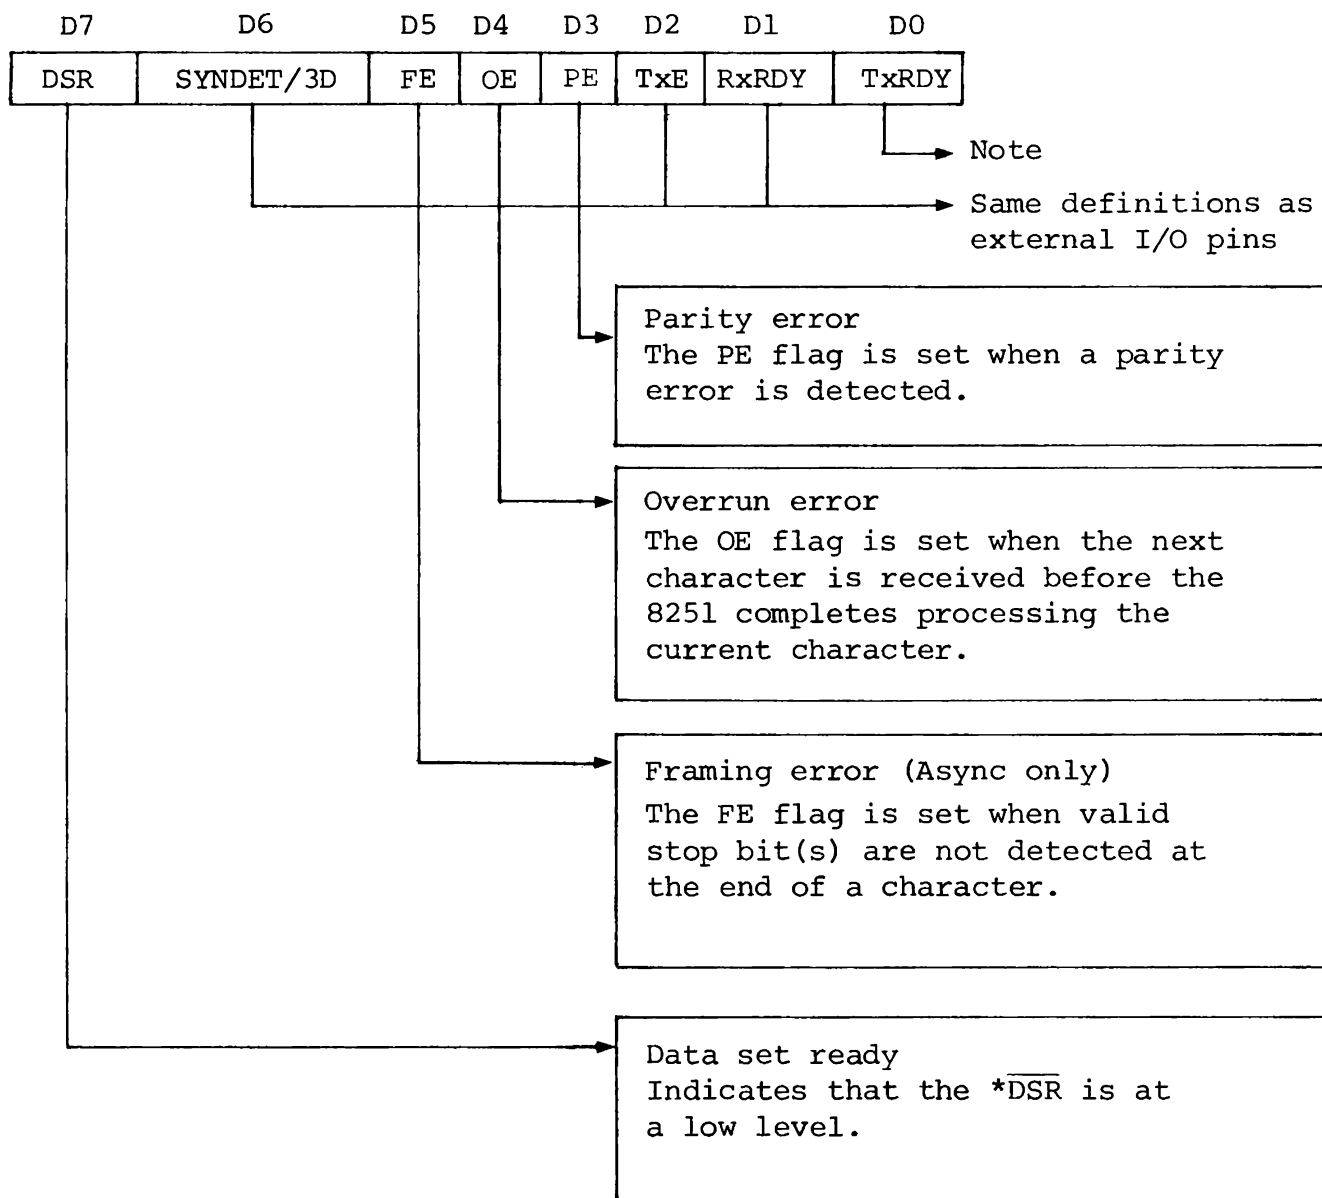 D7 D6 D5 D4 D3 D2 D1 D0
DSR SYNDET/3D FE OE PE TxE RxRDY TxRDY
Note
Same definitions as
external I/O pins
Parity error
The PE flag is set when a parity
error is detected.
Overrun error
The OE flag is set when the next
character is received before the
8251 completes processing the
current character.
Framing error (Async only)
The FE flag is set when valid
stop bit(s) are not detected at
the end of a character.
Data set ready
Indicates that the *D̅S̅R̅ is at
a low level.